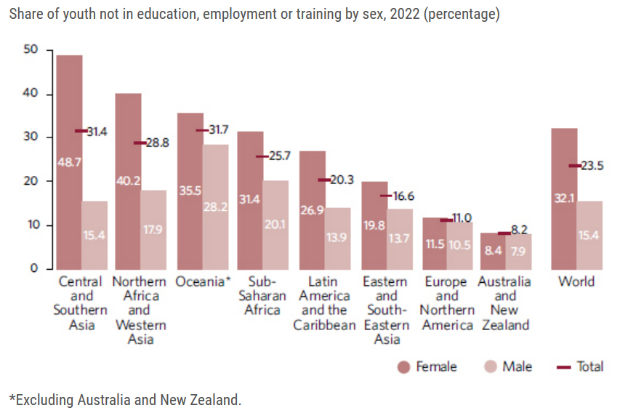 Share of youth not in education, employment or training by sex, 2022 (percentage)
50
40
30
20
10
0
48.7
31.4
15.4
40.2
28.8
17.9
35.5
31.7
28.2
31.4
25.7
20.1
26.9
20.3
13.9
19.8
16.6
13.7
11.5
11.0
10.5
8.4
8.2
7.9
32.1
23.5
15.4
Central
and
Southern
Asia
Northern
Africa
and
Western
Asia
Oceania*
Sub-
Saharan
Africa
Latin
America
and the
Caribbean
Eastern
and
South-
Eastern
Asia
Europe
and
Northern
America
Australia
and
New
Zealand
World
Female
Male
Total
*Excluding Australia and New Zealand.